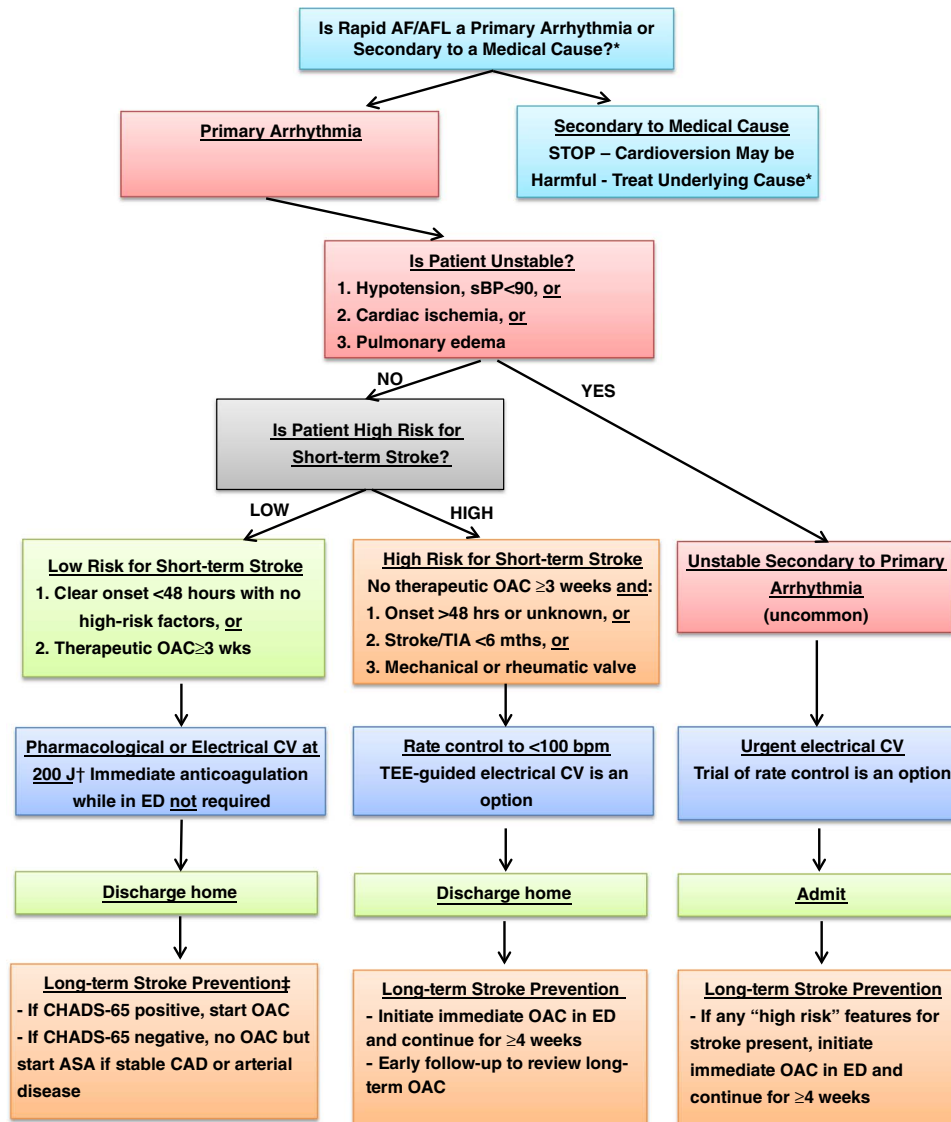 Is Rapid AF/AFL a Primary Arrhythmia or
Secondary to a Medical Cause?*
Primary Arrhythmia
Secondary to Medical Cause
STOP – Cardioversion May be
Harmful - Treat Underlying Cause*
Is Patient Unstable?
1. Hypotension, sBP<90, or
2. Cardiac ischemia, or
3. Pulmonary edema
NO
YES
Is Patient High Risk for
Short-term Stroke?
LOW
HIGH
Low Risk for Short-term Stroke
1. Clear onset <48 hours with no
high-risk factors, or
2. Therapeutic OAC≥3 wks
High Risk for Short-term Stroke
No therapeutic OAC ≥3 weeks and:
1. Onset >48 hrs or unknown, or
2. Stroke/TIA <6 mths, or
3. Mechanical or rheumatic valve
Unstable Secondary to Primary
Arrhythmia
(uncommon)
Pharmacological or Electrical CV at
200 J† Immediate anticoagulation
while in ED not required
Rate control to <100 bpm
TEE-guided electrical CV is an
option
Urgent electrical CV
Trial of rate control is an option
Discharge home
Discharge home
Admit
Long-term Stroke Prevention‡
- If CHADS-65 positive, start OAC
- If CHADS-65 negative, no OAC but
start ASA if stable CAD or arterial
disease
Long-term Stroke Prevention
- Initiate immediate OAC in ED
and continue for ≥4 weeks
- Early follow-up to review long-
term OAC
Long-term Stroke Prevention
- If any “high risk” features for
stroke present, initiate
immediate OAC in ED and
continue for ≥4 weeks